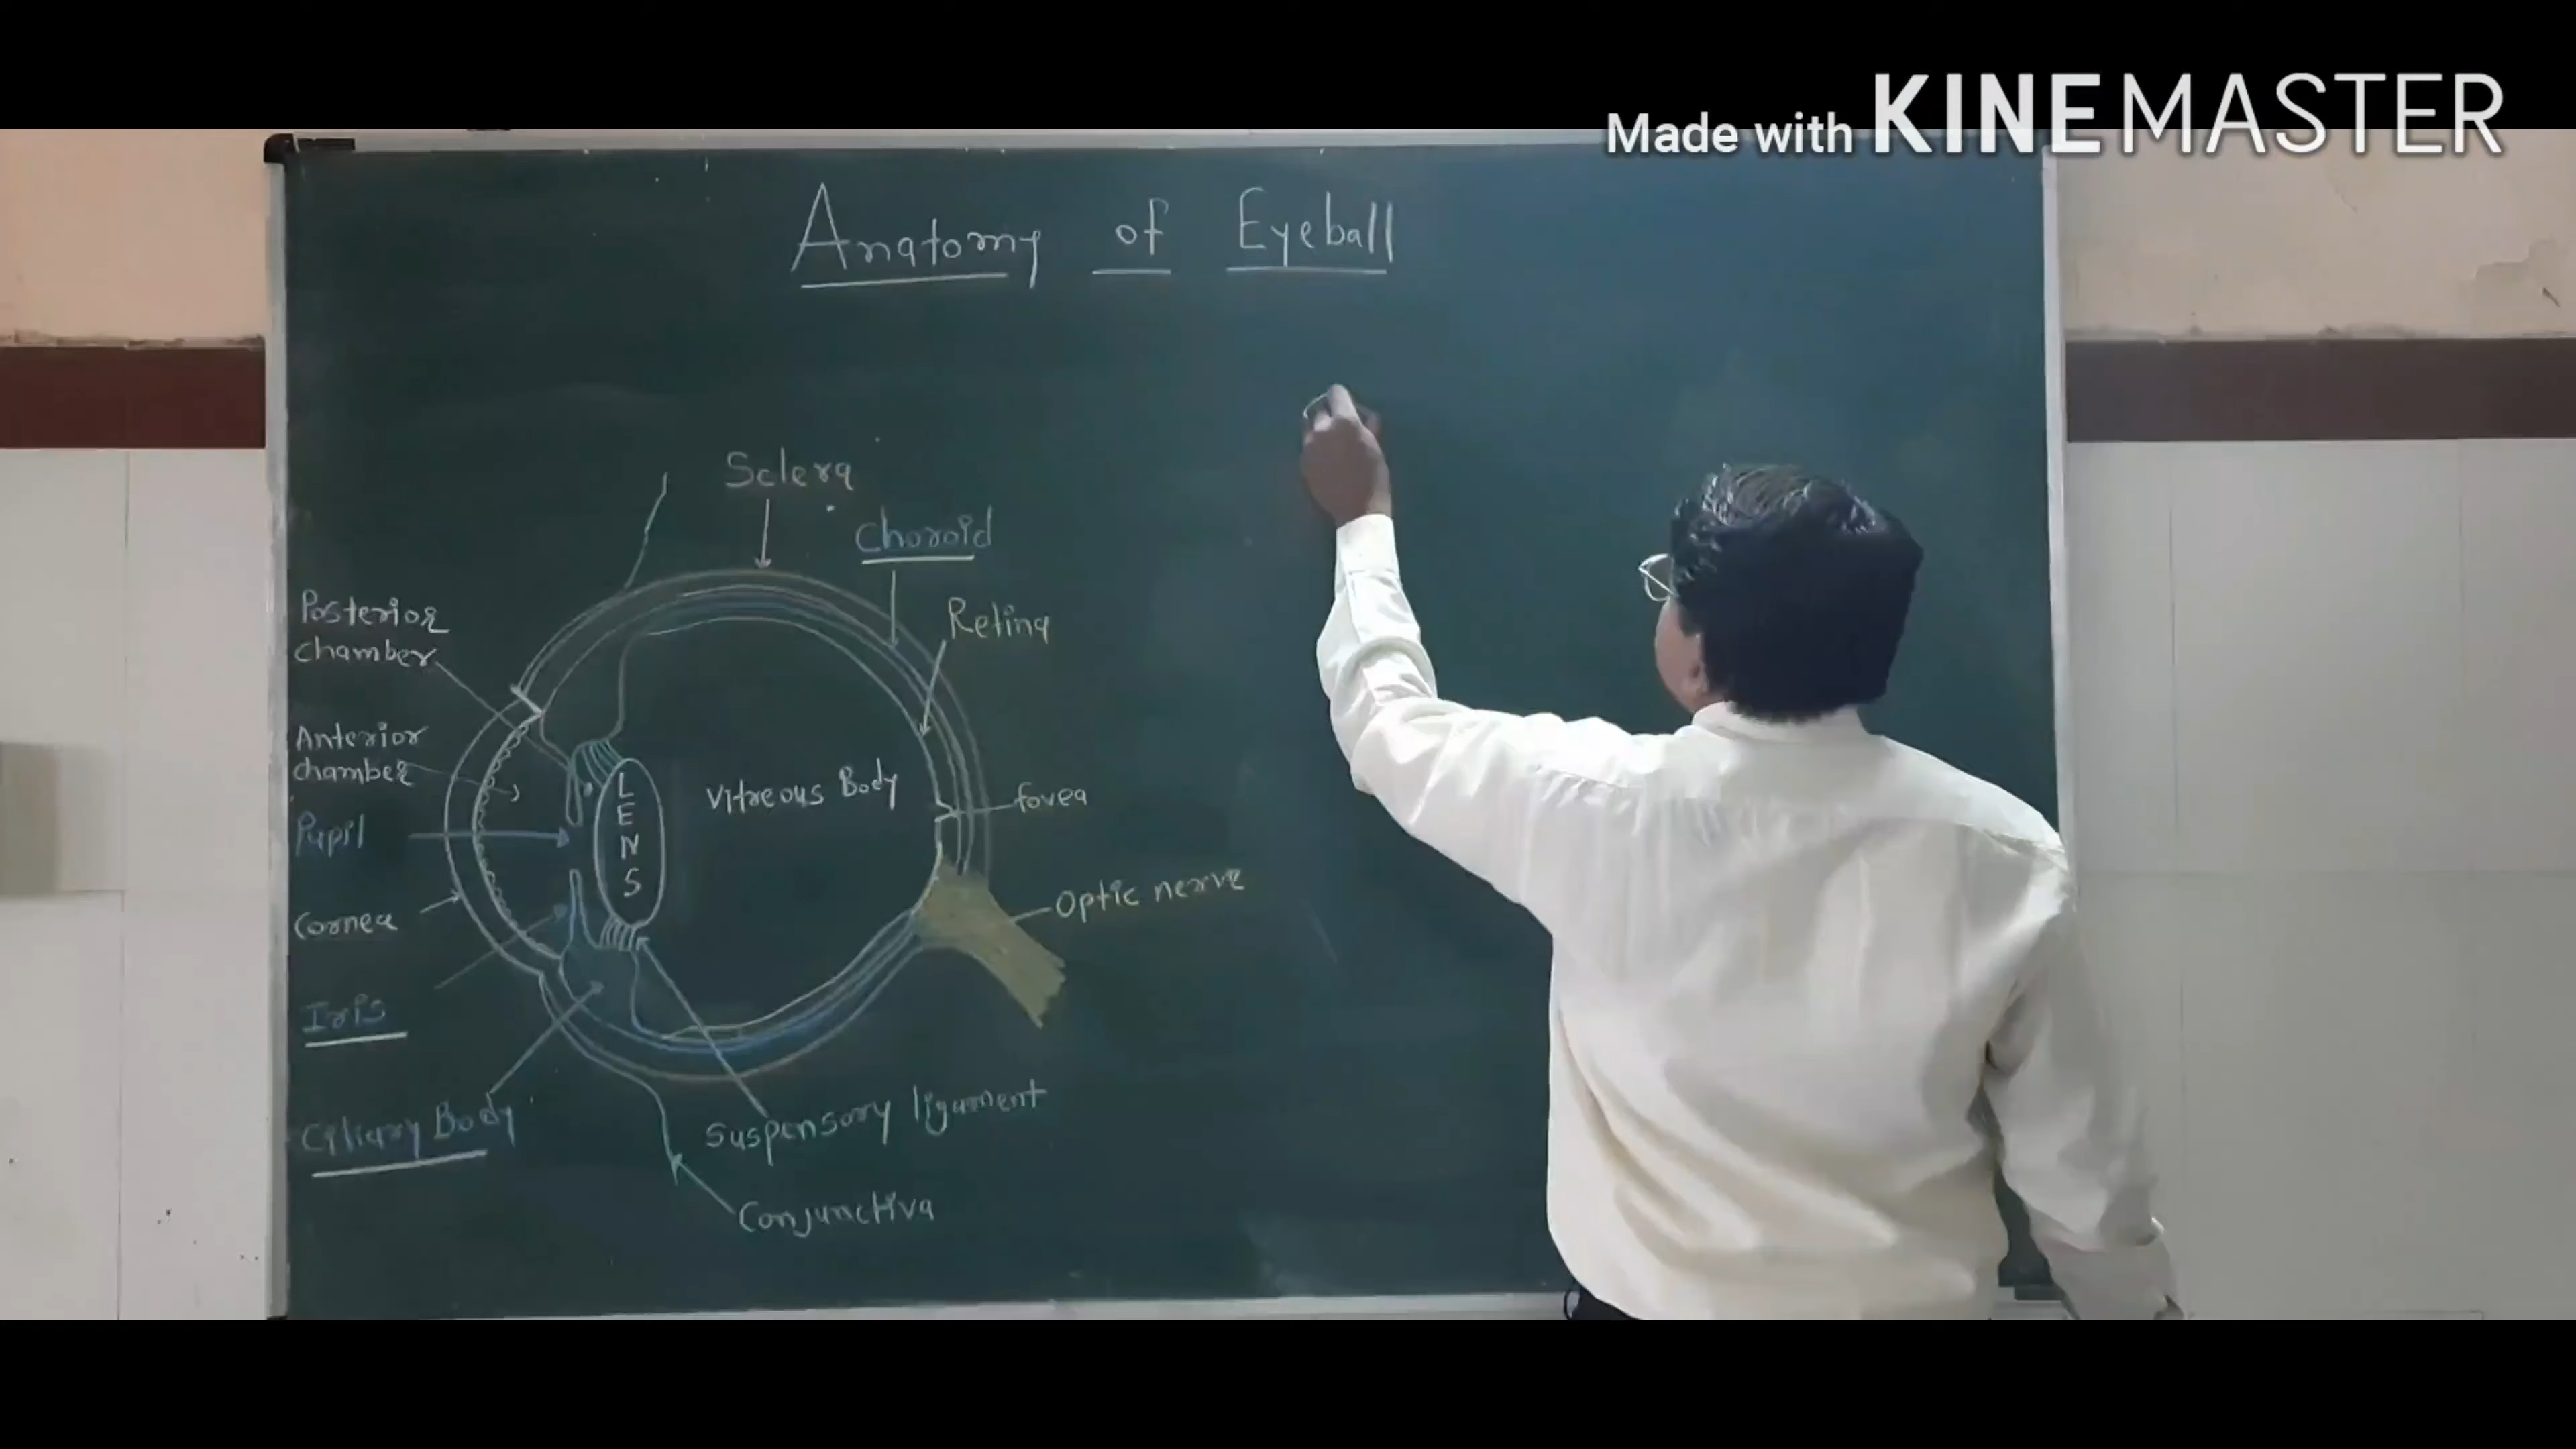 Made with KINEMASTER
Anatomy of Eyeball
Sclera
Choroid
Retina
Posterior
chamber
Anterior
chamber
Pupil
Cornea
Iris
Ciliary Body
LENS
Vitreous Body
fovea
Optic nerve
Suspensory ligament
Conjunctiva